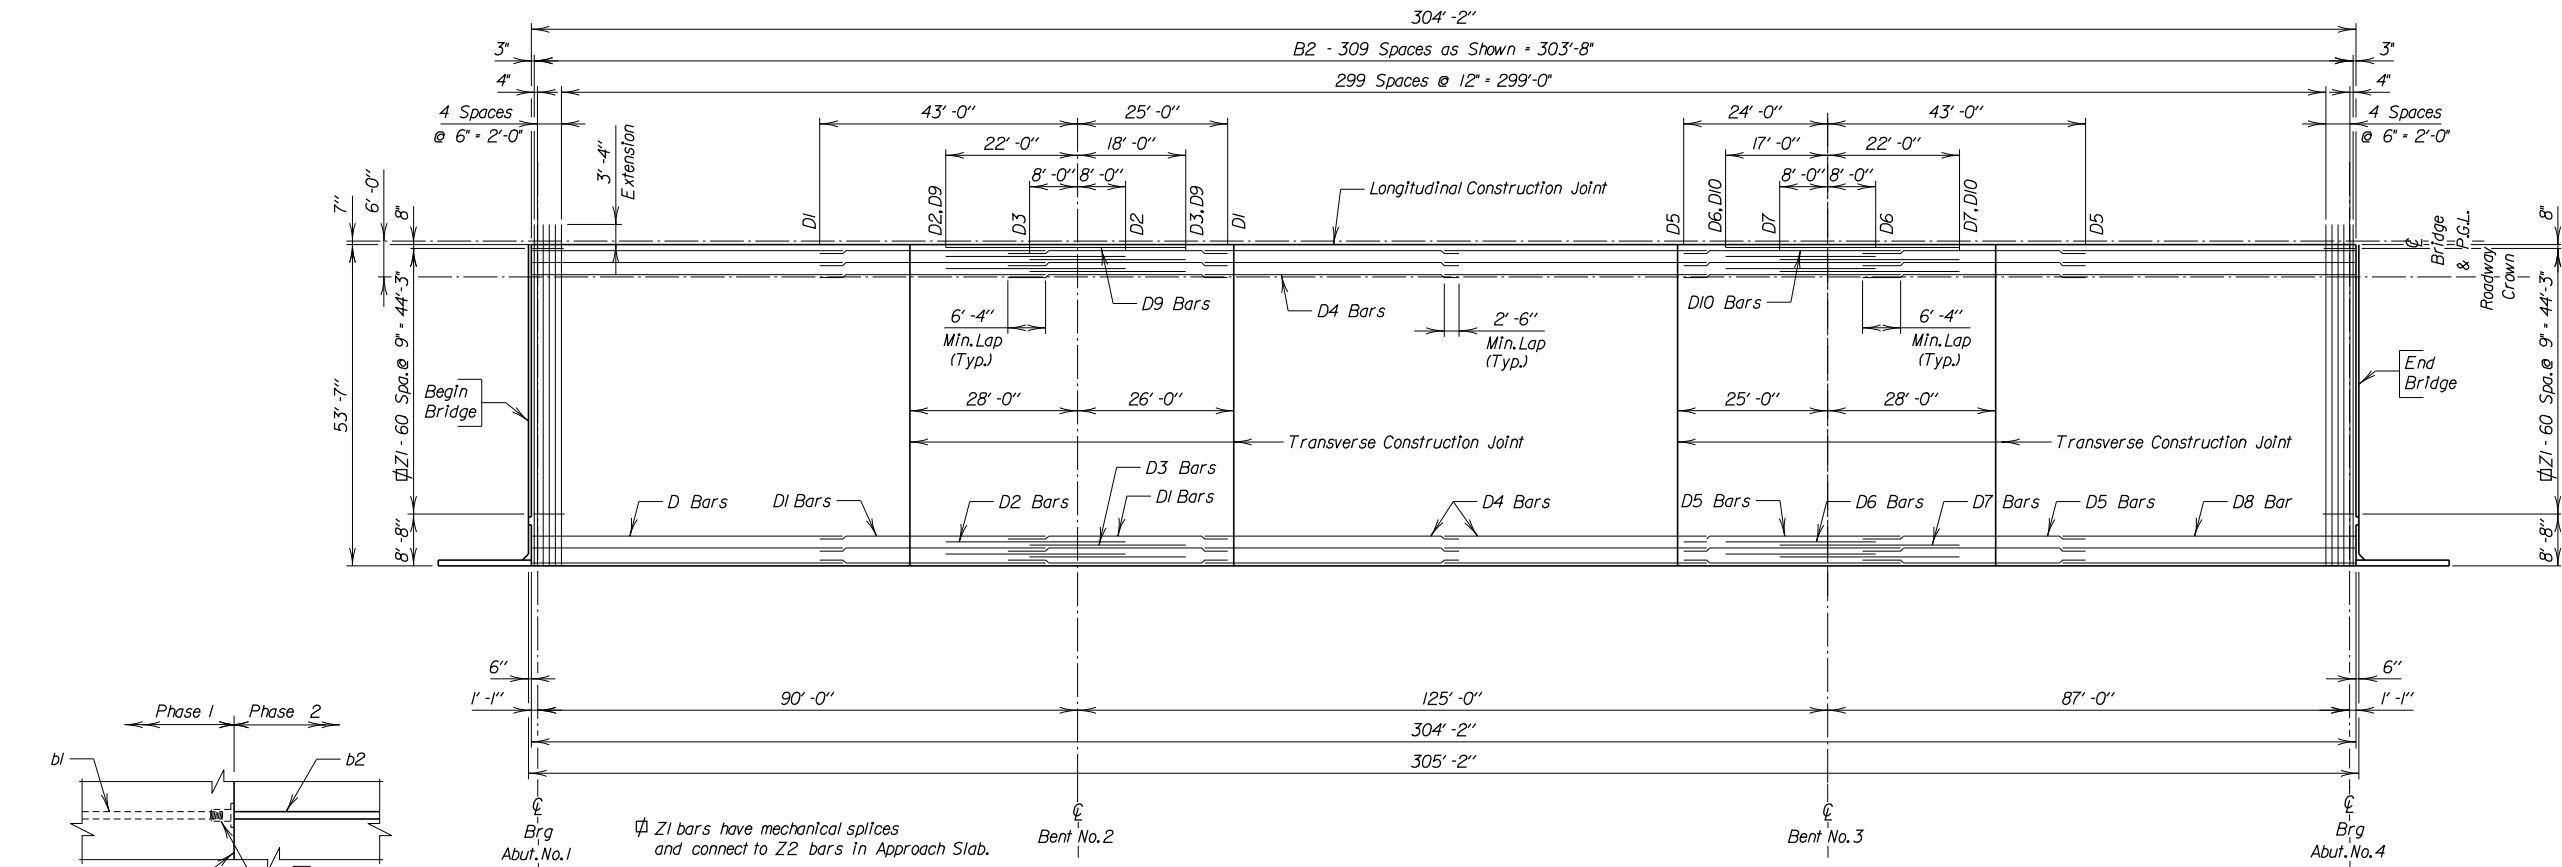 304'-2"
3" B2 - 309 Spaces as Shown = 303'-8" 3"
4" 299 Spaces @ 12" = 299'-0" 4"
4 Spaces
@ 6" = 2'-0"
43'-0" 25'-0" 24'-0" 43'-0"
4 Spaces
@ 6" = 2'-0"
3'-4"
Extension
22'-0" 18'-0" 17'-0" 22'-0"
8'-0" 8'-0" 8'-0" 8'-0"
7"
6'-0"
8"
D1
D2, D9
D3
D2
D3, D9
D1
Longitudinal Construction Joint
D5
D6, D10
D7
D6
D7, D10
D5
℄
Bridge
& P.G.L.
Roadway
Crown
8"
D9 Bars
D4 Bars
D10 Bars
6'-4"
Min. Lap
(Typ.)
2'-6"
Min. Lap
(Typ.)
6'-4"
Min. Lap
(Typ.)
53'-7"
Z1 - 60 Spa. @ 9" = 44'-3"
8'-8"
Begin
Bridge
End
Bridge
Z1 - 60 Spa. @ 9" = 44'-3"
8'-8"
28'-0" 26'-0" 25'-0" 28'-0"
Transverse Construction Joint
Transverse Construction Joint
D3 Bars
D Bars
D1 Bars
D2 Bars
D1 Bars
D4 Bars
D5 Bars
D6 Bars
D7 Bars
D5 Bars
D8 Bar
6" 6"
1'-1" 90'-0" 125'-0" 87'-0" 1'-1"
304'-2"
305'-2"
Phase 1 Phase 2
b1 b2
℄
Brg
Abut. No. 1
Z1 bars have mechanical splices
and connect to Z2 bars in Approach Slab.
℄
Bent No. 2
℄
Bent No. 3
℄
Brg
Abut. No. 4